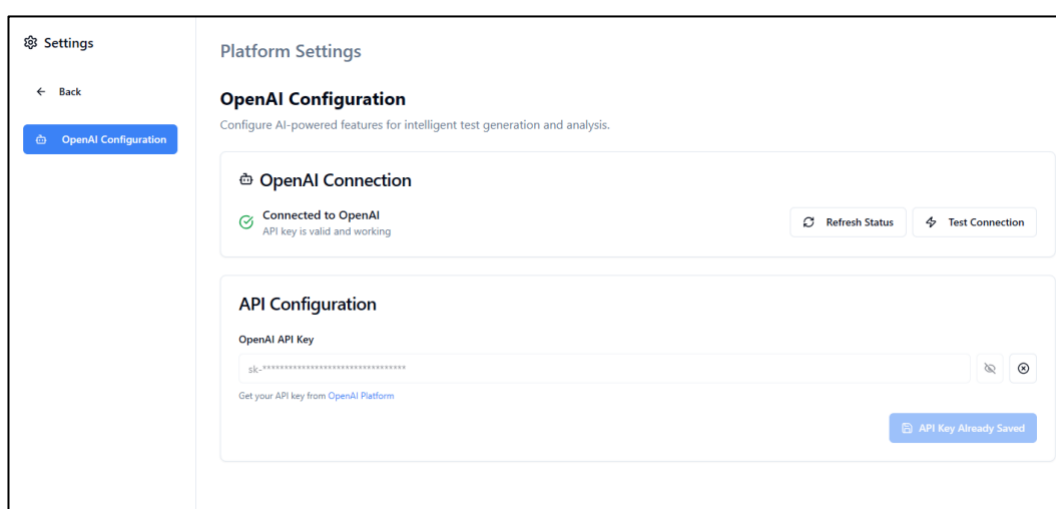 Settings
Back
OpenAI Configuration
Platform Settings
OpenAI Configuration
Configure AI-powered features for intelligent test generation and analysis.
OpenAI Connection
Connected to OpenAI
API key is valid and working
Refresh Status
Test Connection
API Configuration
OpenAI API Key
sk-********************************
Get your API key from OpenAI Platform
API Key Already Saved